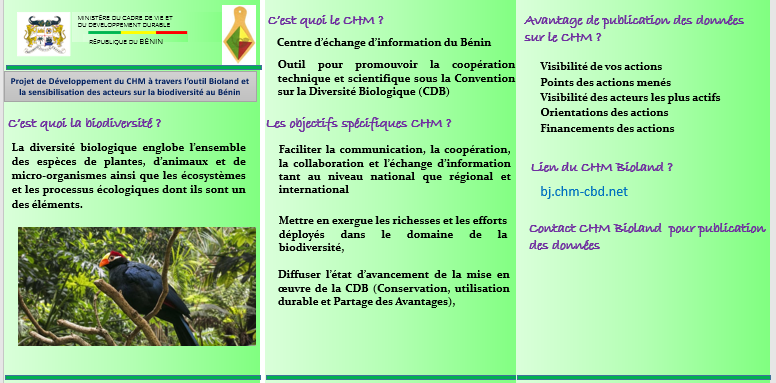 MINISTÈRE DU CADRE DE VIE ET
DU DEVELOPPEMENT DURABLE
RÉPUBLIQUE DU BÉNIN
Projet de Développement du CHM à travers l'outil Bioland et
la sensibilisation des acteurs sur la biodiversité au Bénin
C'est quoi la biodiversité ?
La diversité biologique englobe l'ensemble
des espèces de plantes, d'animaux et de
micro-organismes ainsi que les écosystèmes
et les processus écologiques dont ils sont un
des éléments.
C'est quoi le CHM ?
Centre d'échange d'information du Bénin
Outil pour promouvoir la coopération
technique et scientifique sous la Convention
sur la Diversité Biologique (CDB)
Les objectifs spécifiques CHM ?
Faciliter la communication, la coopération,
la collaboration et l'échange d'information
tant au niveau national que régional et
international
Mettre en exergue les richesses et les efforts
déployés dans le domaine de la
biodiversité,
Diffuser l'état d'avancement de la mise en
œuvre de la CDB (Conservation, utilisation
durable et Partage des Avantages),
Avantage de publication des données
sur le CHM ?
Visibilité de vos actions
Points des actions menés
Visibilité des acteurs les plus actifs
Orientations des actions
Financements des actions
Lien du CHM Bioland ?
bj.chm-cbd.net
Contact CHM Bioland pour publication
des données